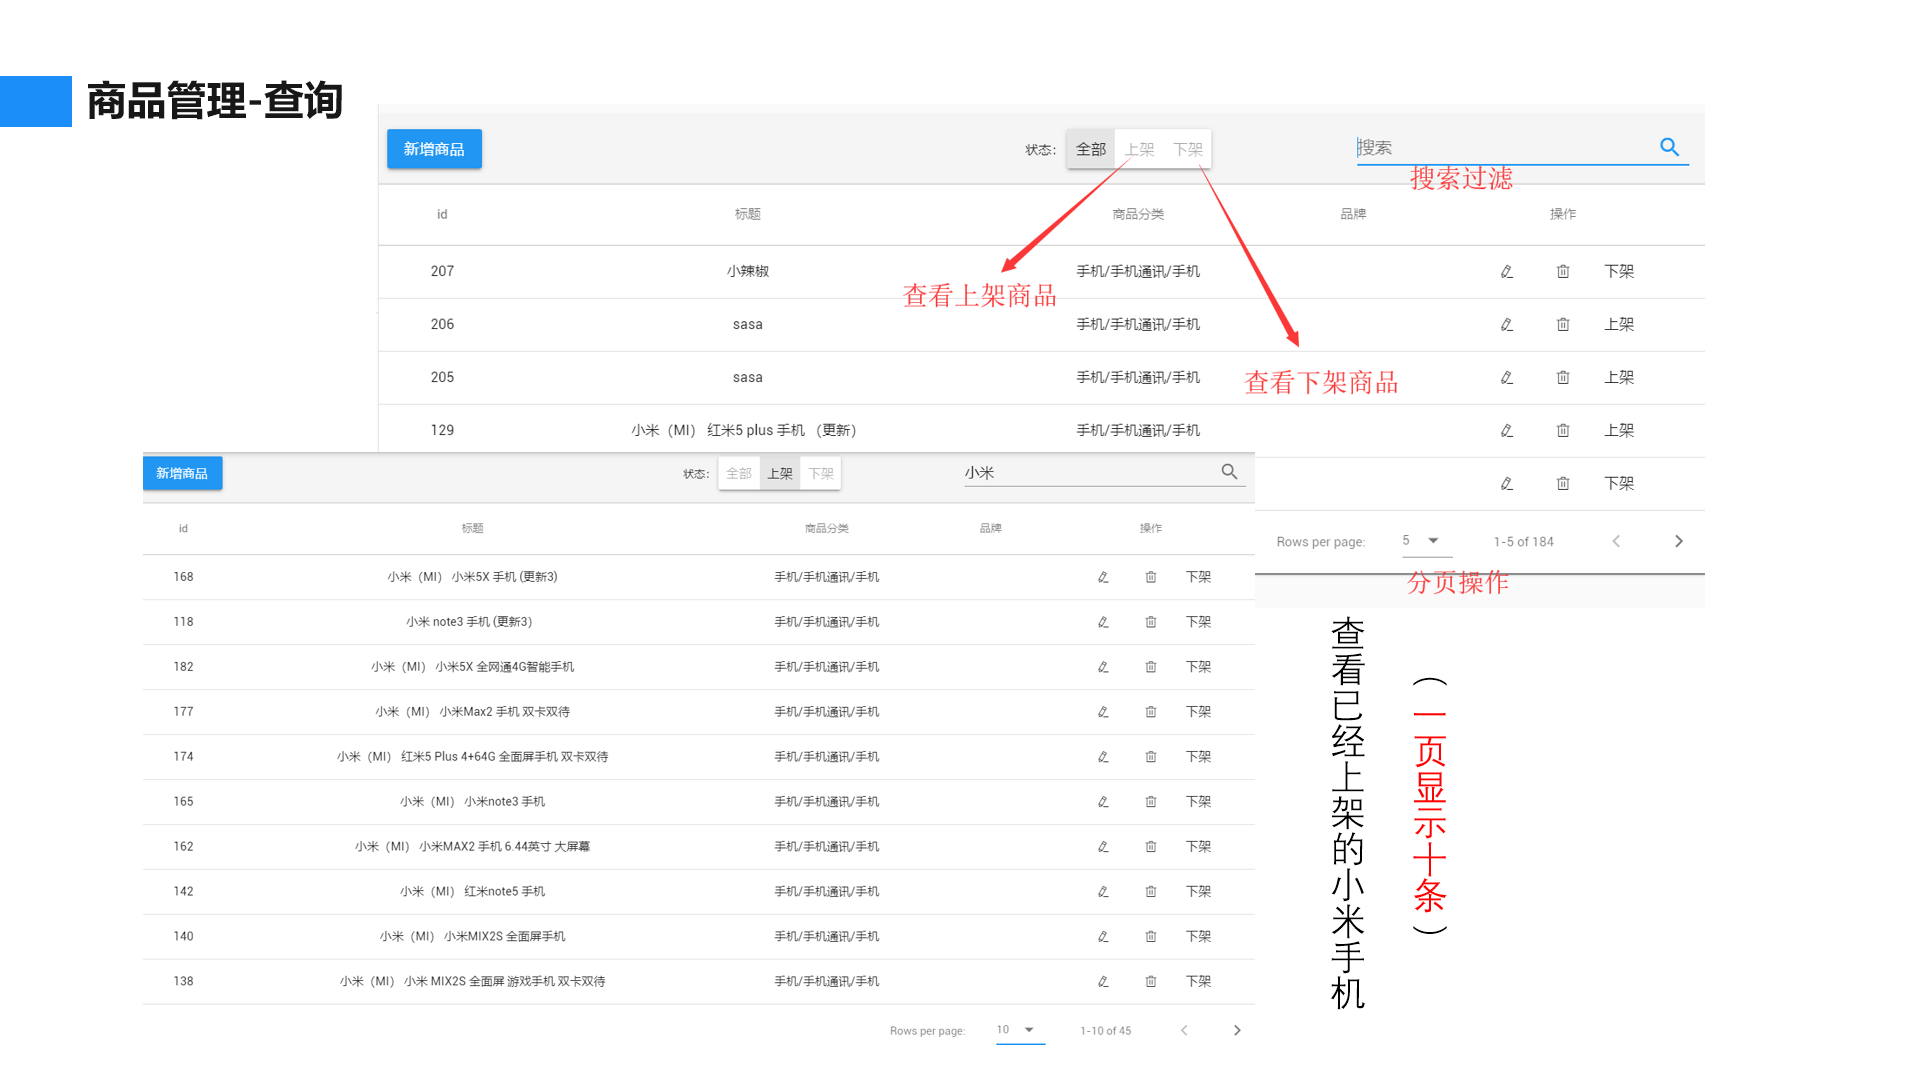 商品管理-查询
新增商品 状态： 全部 上架 下架 搜索
搜索过滤
id 标题 商品分类 品牌 操作
207 小辣椒 手机/手机通讯/手机 下架
查看上架商品
206 sasa 手机/手机通讯/手机 上架
205 sasa 手机/手机通讯/手机 上架
查看下架商品
129 小米（MI） 红米5 plus 手机 （更新） 手机/手机通讯/手机 上架
下架
Rows per page: 5 1-5 of 184
分页操作
新增商品 状态： 全部 上架 下架 小米
id 标题 商品分类 品牌 操作
168 小米（MI） 小米5X 手机 (更新3) 手机/手机通讯/手机 下架
118 小米 note3 手机 (更新3） 手机/手机通讯/手机 下架
182 小米（MI） 小米5X 全网通4G智能手机 手机/手机通讯/手机 下架
177 小米（MI） 小米Max2 手机 双卡双待 手机/手机通讯/手机 下架
174 小米（MI） 红米5 Plus 4+64G 全面屏手机 双卡双待 手机/手机通讯/手机 下架
165 小米（MI） 小米note3 手机 手机/手机通讯/手机 下架
162 小米（MI） 小米MAX2 手机 6.44英寸 大屏幕 手机/手机通讯/手机 下架
142 小米（MI） 红米note5 手机 手机/手机通讯/手机 下架
140 小米（MI） 小米MIX2S 全面屏手机 手机/手机通讯/手机 下架
138 小米（MI） 小米 MIX2S 全面屏 游戏手机 双卡双待 手机/手机通讯/手机 下架
Rows per page: 10 1-10 of 45
查看已经上架的小米手机
（一页显示十条）